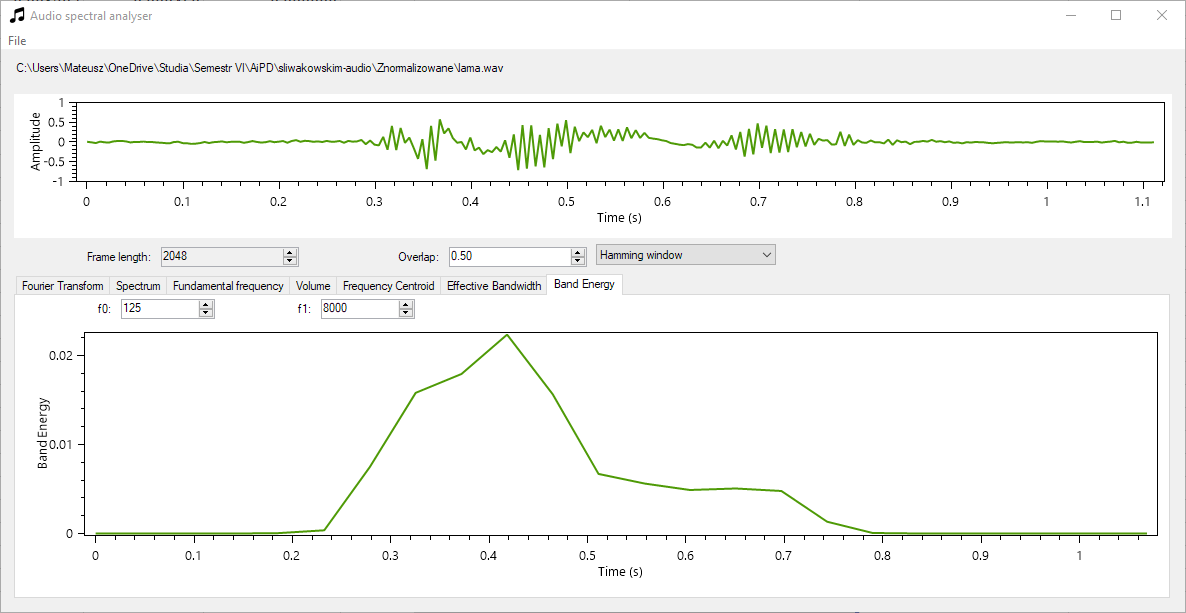 Audio spectral analyser
File
C:\Users\Mateusz\OneDrive\Studia\Semestr VI\AiPD\sliwakowskim-audio\Znormalizowane\lama.wav
Amplitude
1
0.5
0
-0.5
-1
0 0.1 0.2 0.3 0.4 0.5 0.6 0.7 0.8 0.9 1 1.1
Time (s)
Frame length: 2048 Overlap: 0.50 Hamming window
Fourier Transform Spectrum Fundamental frequency Volume Frequency Centroid Effective Bandwidth Band Energy
f0: 125 f1: 8000
Band Energy
0.02
0.01
0
0 0.1 0.2 0.3 0.4 0.5 0.6 0.7 0.8 0.9 1
Time (s)